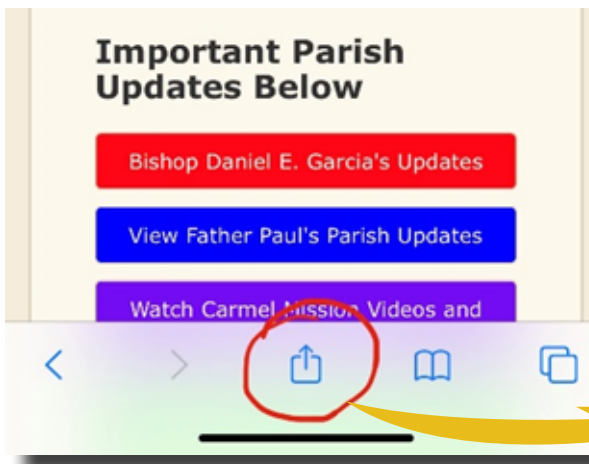 Important Parish
Updates Below
Bishop Daniel E. Garcia's Updates
View Father Paul's Parish Updates
Watch Carmel Mission Videos and